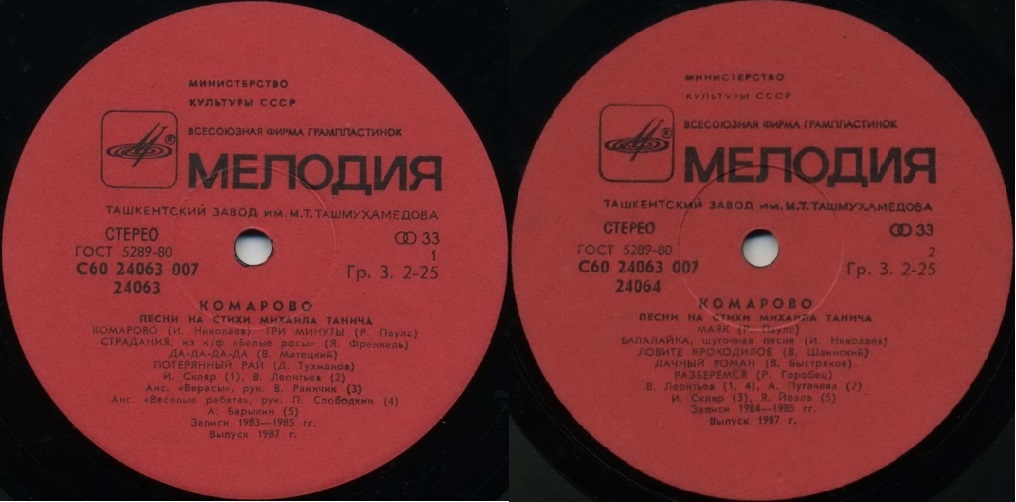 МИНИСТЕРСТВО
КУЛЬТУРЫ СССР
®
ВСЕСОЮЗНАЯ ФИРМА ГРАМПЛАСТИНОК
МЕЛОДИЯ
ТАШКЕНТСКИЙ ЗАВОД ИМ. М.Т. ТАШМУХАМЕДОВА
СТЕРЕО 33
ГОСТ 5289-80 1
С60 24063 007 Гр. 3. 2-25
24063
КОМАРОВО
ПЕСНИ НА СТИХИ МИХАИЛА ТАНИЧА
КОМАРОВО (И. Николаев) ТРИ МИНУТЫ (Р. Паулс)
СТРАДАНИЯ, из к/ф «Белые росы» (Я. Френкель)
ДА-ДА-ДА-ДА (В. Матецкий)
ПОТЕРЯННЫЙ РАЙ (Д. Тухманов)
И. Скляр (1), В. Леонтьев (2)
Анс. «Верасы», рук. В. Раинчик (3)
Анс. «Веселые ребята», рук. П. Слободкин (4)
А. Барыкин (5)
Записи 1983—1985 гг.
Выпуск 1987 г.
МИНИСТЕРСТВО
КУЛЬТУРЫ СССР
®
ВСЕСОЮЗНАЯ ФИРМА ГРАМПЛАСТИНОК
МЕЛОДИЯ
ТАШКЕНТСКИЙ ЗАВОД ИМ. М.Т. ТАШМУХАМЕДОВА
СТЕРЕО 33
ГОСТ 5289-80 2
С60 24063 007 Гр. 3. 2-25
24064
КОМАРОВО
ПЕСНИ НА СТИХИ МИХАИЛА ТАНИЧА
МАЯК (Р. Паулс)
БАЛАЛАЙКА, шуточная песня (И. Николаев)
ЛОВИТЕ КРОКОДИЛОВ (В. Шаинский)
ДАЧНЫЙ РОМАН (В. Быстряков)
РАЗБЕРЕМСЯ (Р. Горобец)
В. Леонтьев (1, 4), А. Пугачева (2)
И. Скляр (3), Я. Йоала (5)
Записи 1984—1985 гг.
Выпуск 1987 г.